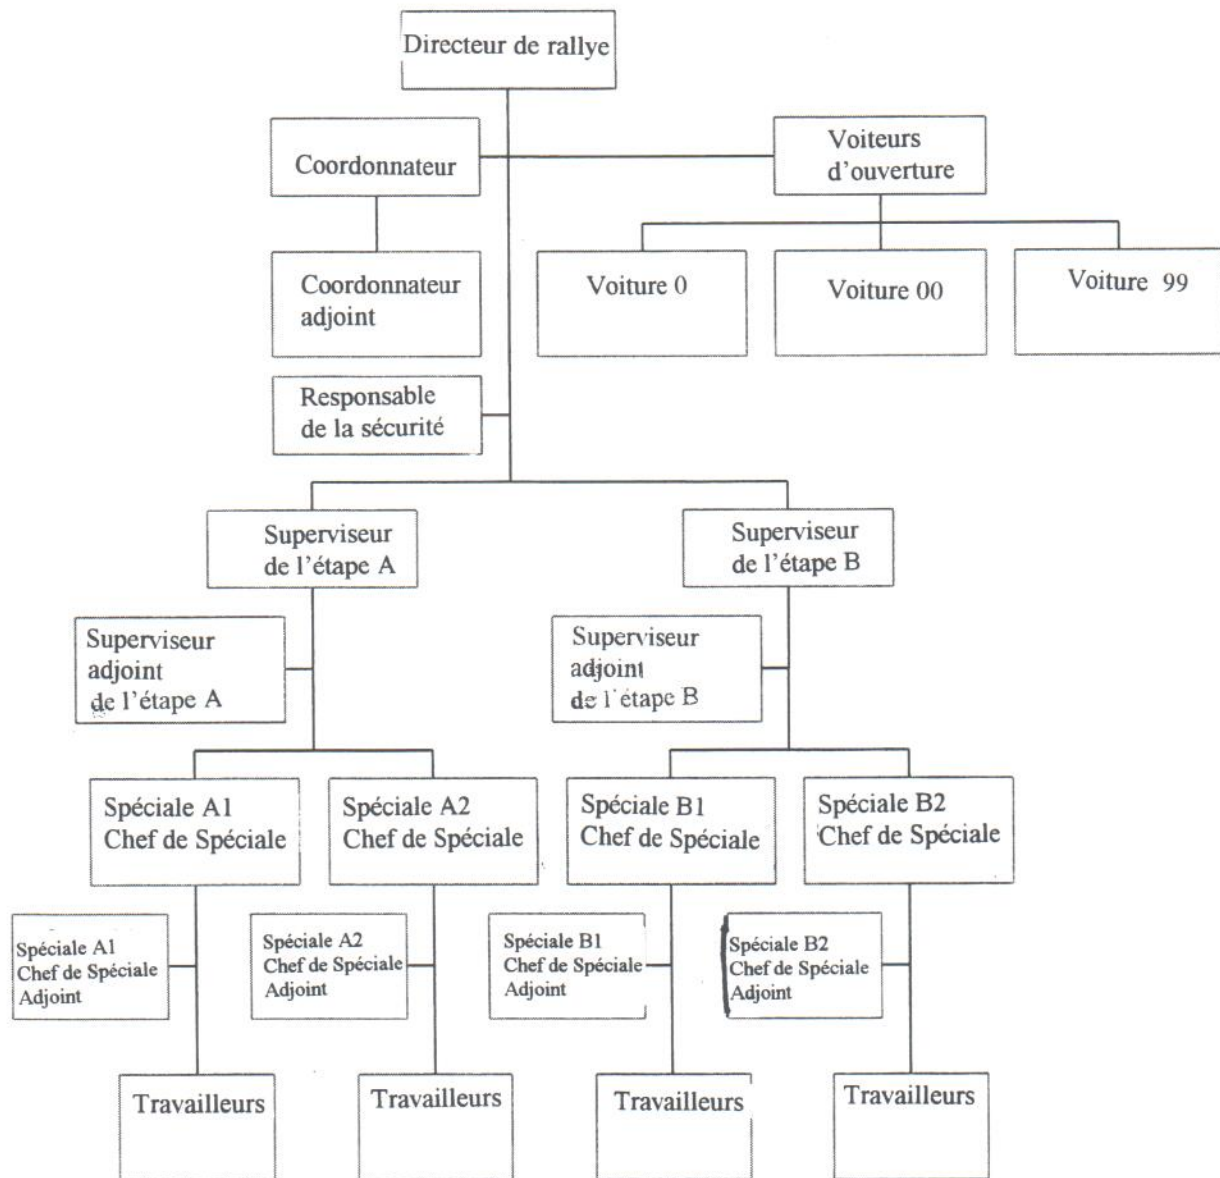 Directeur de rallye
Coordonnateur
Voiteurs
d'ouverture
Coordonnateur
adjoint
Voiture 0
Voiture 00
Voiture 99
Responsable
de la sécurité
Superviseur
de l'étape A
Superviseur
de l'étape B
Superviseur
adjoint
de l'étape A
Superviseur
adjoint
de l'étape B
Spéciale A1
Chef de Spéciale
Spéciale A2
Chef de Spéciale
Spéciale B1
Chef de Spéciale
Spéciale B2
Chef de Spéciale
Spéciale A1
Chef de Spéciale
Adjoint
Spéciale A2
Chef de Spéciale
Adjoint
Spéciale B1
Chef de Spéciale
Adjoint
Spéciale B2
Chef de Spéciale
Adjoint
Travailleurs
Travailleurs
Travailleurs
Travailleurs